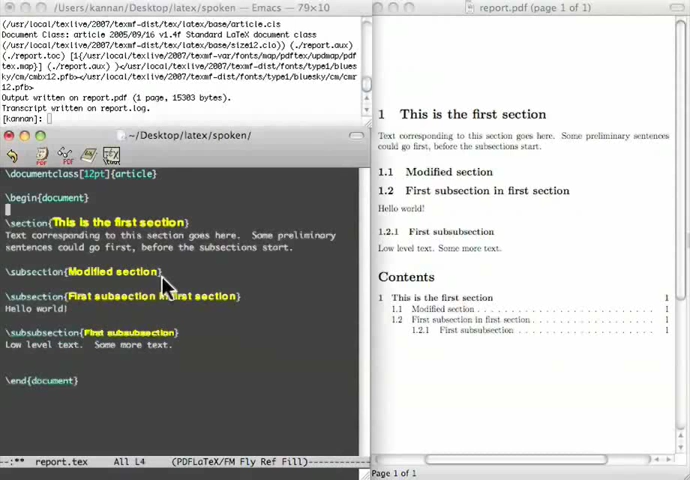 /Users/kannan/Desktop/latex/spoken — Emacs — 79×10
(/usr/local/texlive/2007/texmf-dist/tex/latex/base/article.cls
Document Class: article 2005/09/16 v1.4f Standard LaTeX document class
(/usr/local/texlive/2007/texmf-dist/tex/latex/base/size12.clo)) (./report.aux)
(./report.toc) [1{/usr/local/texlive/2007/texmf-var/fonts/map/pdftex/updmap/pdf
tex.map}] (./report.aux) )</usr/local/texlive/2007/texmf-dist/fonts/type1/blues
ky/cm/cmbx12.pfb></usr/local/texlive/2007/texmf-dist/fonts/type1/bluesky/cm/cmr
12.pfb>
Output written on report.pdf (1 page, 15303 bytes).
Transcript written on report.log.
[kannan]:
~/Desktop/latex/spoken/
\documentclass[12pt]{article}
\begin{document}
\section{This is the first section}
Text corresponding to this section goes here.  Some preliminary
sentences could go first, before the subsections start.
\subsection{Modified section}
\subsection{First subsection in first section}
Hello world!
\subsubsection{First subsubsection}
Low level text.  Some more text.
\end{document}
--:**  report.tex  All L4  (PDFLaTeX/FM Fly Ref Fill)
report.pdf (page 1 of 1)
1 This is the first section
Text corresponding to this section goes here. Some preliminary sentences
could go first, before the subsections start.
1.1 Modified section
1.2 First subsection in first section
Hello world!
1.2.1 First subsubsection
Low level text. Some more text.
Contents
1 This is the first section 1
1.1 Modified section . . . . . . . . . . . . . . . . . . . . 1
1.2 First subsection in first section . . . . . . . . . . . . . . 1
1.2.1 First subsubsection . . . . . . . . . . . . . . . . 1
Page 1 of 1